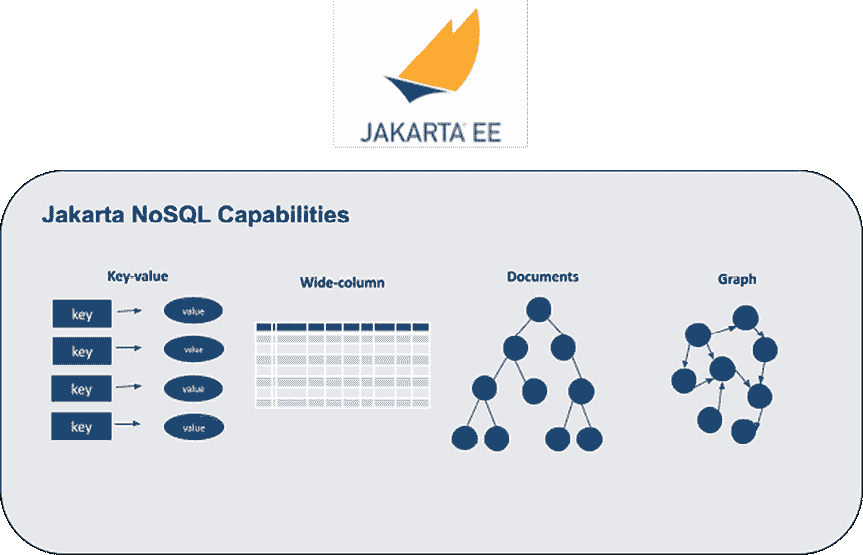 JAKARTA® EE
Jakarta NoSQL Capabilities
Key-value
Wide-column
Documents
Graph
key
value
key
value
key
value
key
value